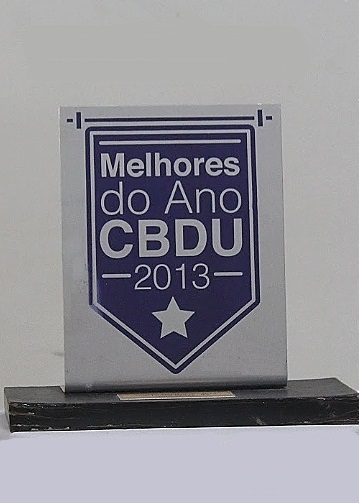 Melhores
do Ano
CBDU
2013